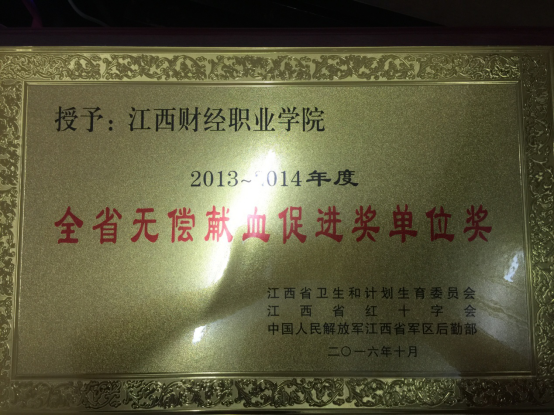 授予：江西财经职业学院
2013~2014年度
全省无偿献血促进奖单位奖
江西省卫生和计划生育委员会
江西省红十字会
中国人民解放军江西省军区后勤部
二〇一六年十月